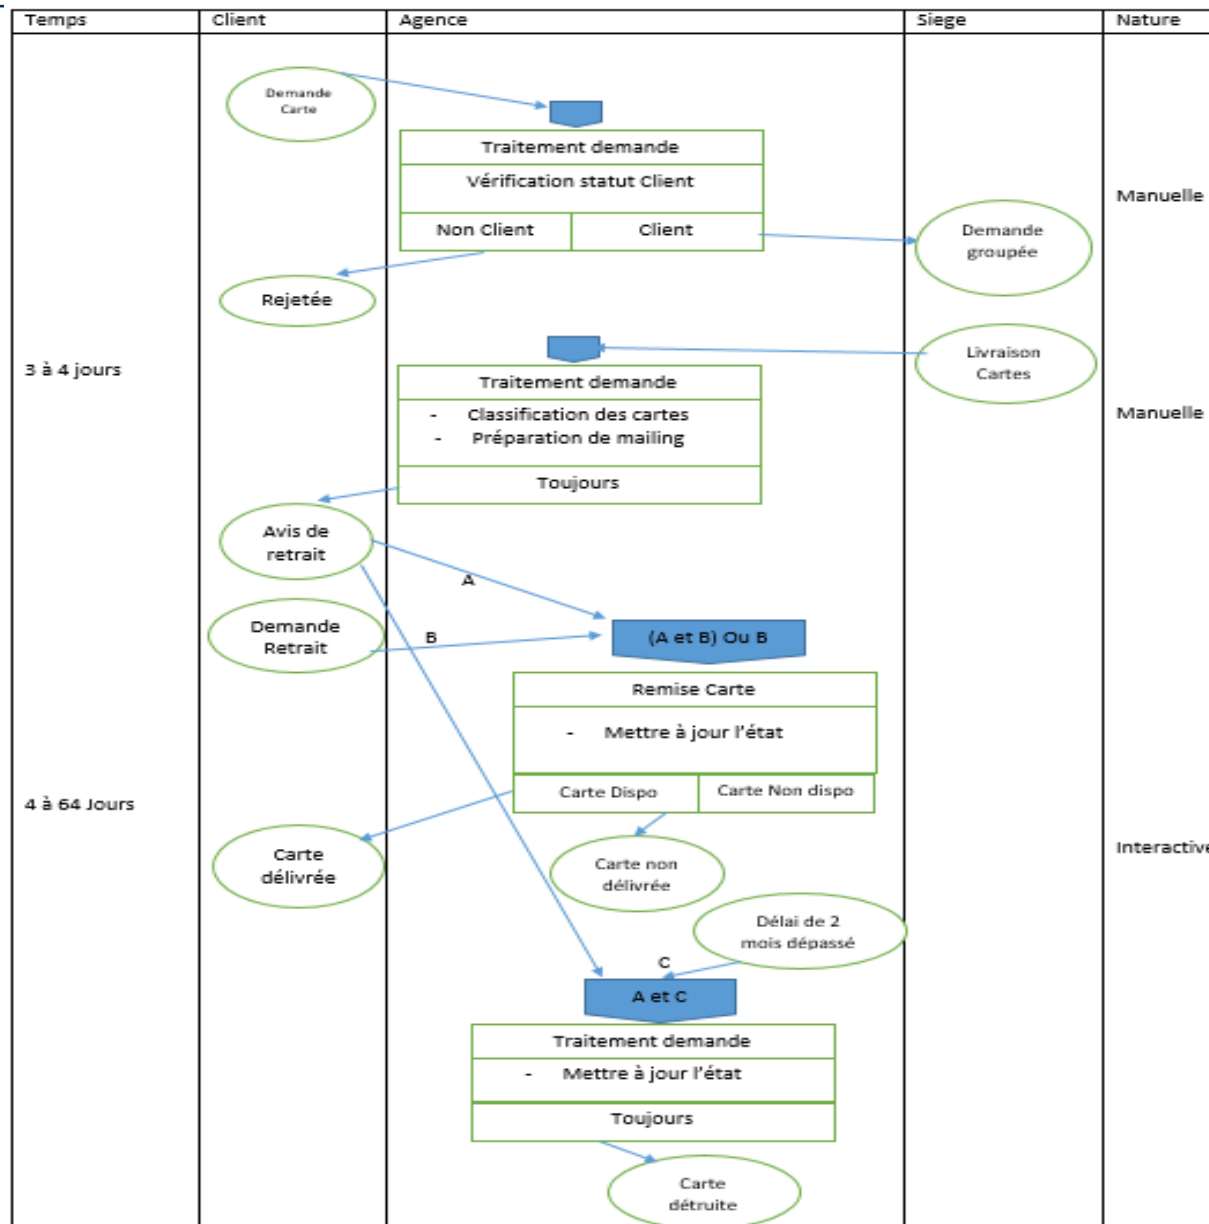 Temps
Client
Agence
Siege
Nature
Demande
Carte
Traitement demande
Vérification statut Client
Manuelle
Non Client
Client
Demande
groupée
Rejetée
Livraison
Cartes
3 à 4 jours
Traitement demande
- Classification des cartes
- Préparation de mailing
Manuelle
Toujours
Avis de
retrait
A
Demande
Retrait
B
(A et B) Ou B
Remise Carte
- Mettre à jour l'état
4 à 64 Jours
Carte Dispo
Carte Non dispo
Carte
délivrée
Carte non
délivrée
Interactive
Délai de 2
mois dépassé
C
A et C
Traitement demande
- Mettre à jour l'état
Toujours
Carte
détruite